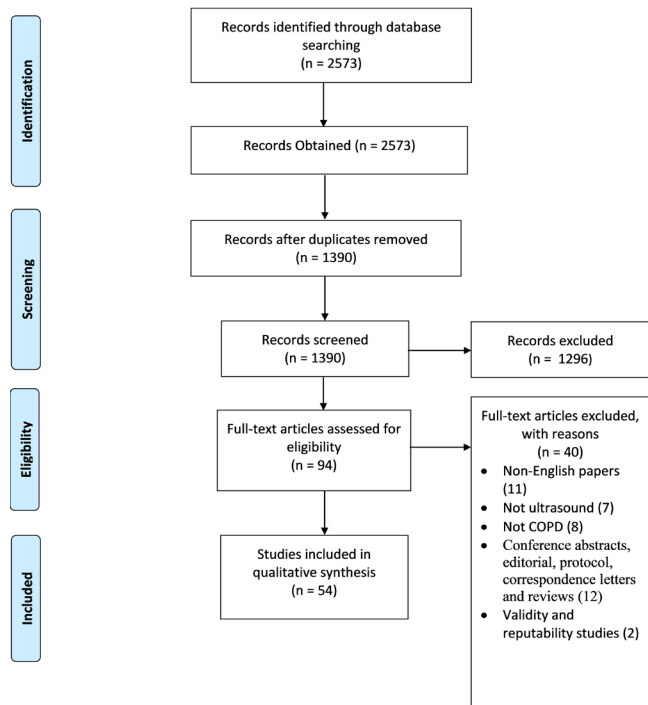 Identification
Records identified through database
searching
(n = 2573)
Records Obtained (n = 2573)
Screening
Records after duplicates removed
(n = 1390)
Records screened
(n = 1390)
Records excluded
(n = 1296)
Eligibility
Full-text articles assessed for
eligibility
(n = 94)
Full-text articles excluded,
with reasons
(n = 40)
• Non-English papers
(11)
• Not ultrasound (7)
• Not COPD (8)
• Conference abstracts,
editorial, protocol,
correspondence letters
and reviews (12)
• Validity and
reputability studies (2)
Included
Studies included in
qualitative synthesis
(n = 54)